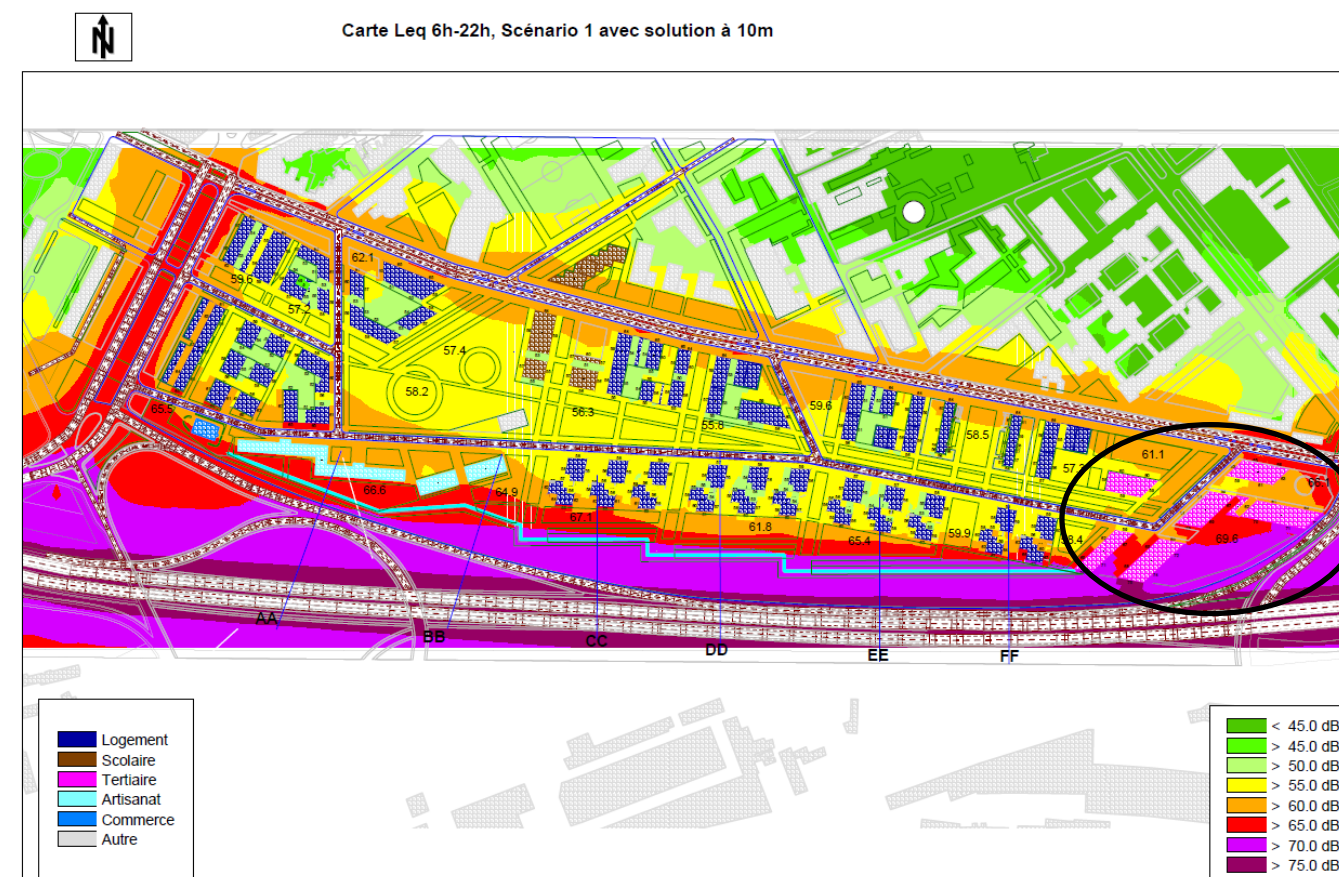 N
Carte Leq 6h-22h, Scénario 1 avec solution à 10m
62.1
59.6
57.2
57.4
58.2
65.5
56.3
55.8
59.6
58.5
61.1
69.6
66.6
64.9
67.1
61.8
65.4
59.9
AA
BB
CC
DD
EE
FF
Logement
Scolaire
Tertiaire
Artisanat
Commerce
Autre
< 45.0 dB
> 45.0 dB
> 50.0 dB
> 55.0 dB
> 60.0 dB
> 65.0 dB
> 70.0 dB
> 75.0 dB